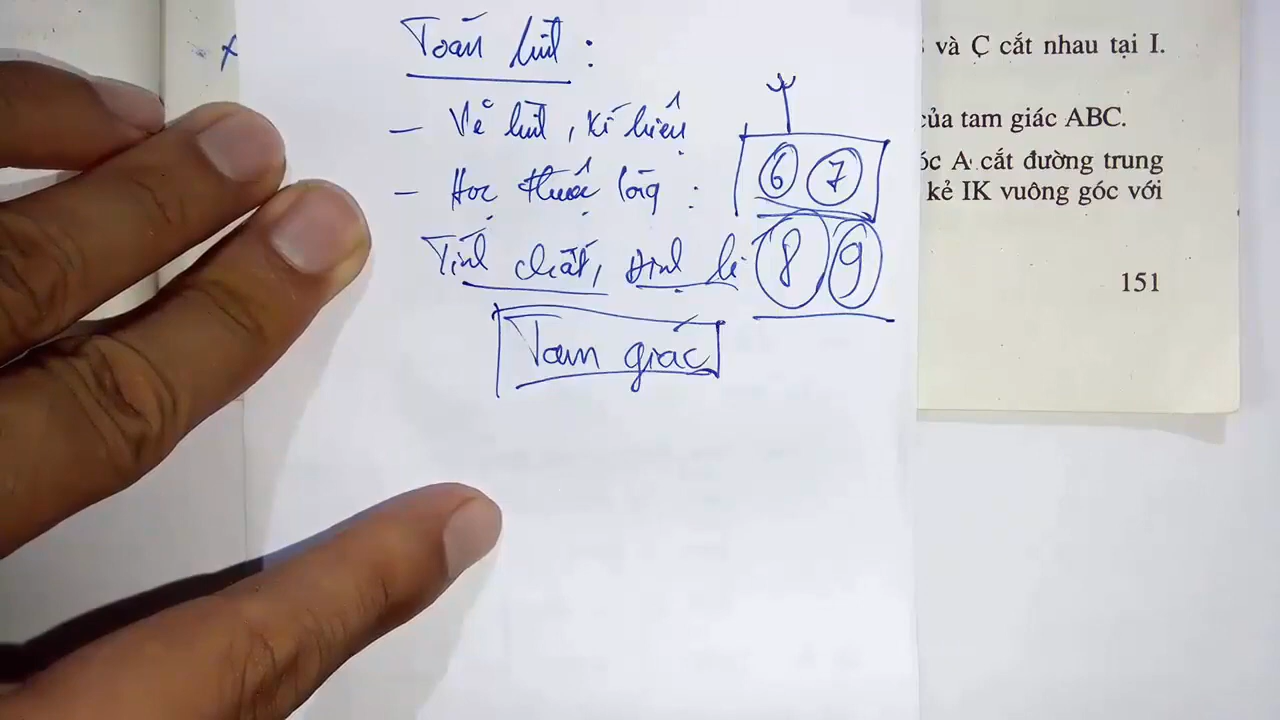 Toán hình :
– Vẽ hình, kí hiệu
– Học thuộc lòng :
Tính chất, định lí
6 7
8 9
Tam giác
và C cắt nhau tại I.
của tam giác ABC.
óc A cắt đường trung
kẻ IK vuông góc với
151